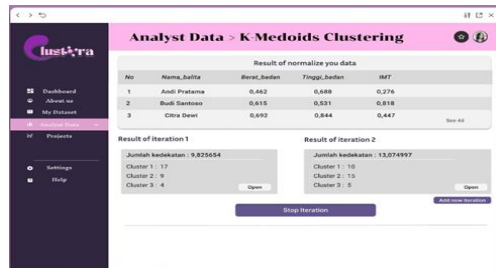 Clustera
Analyst Data > K-Medoids Clustering
Dashboard
About us
My Dataset
Analyst Data
Projects
Settings
Help
Result of normalize you data
No Nama_balita Berat_badan Tinggi_badan IMT
1 Andi Pratama 0,462 0,688 0,276
2 Budi Santoso 0,615 0,531 0,818
3 Citra Dewi 0,692 0,844 0,447
See All
Result of iteration 1
Jumlah kedekatan : 9,825654
Cluster 1 : 17
Cluster 2 : 9
Cluster 3 : 4
Open
Result of iteration 2
Jumlah kedekatan : 13,074997
Cluster 1 : 10
Cluster 2 : 15
Cluster 3 : 5
Open
Add new iteration
Stop Iteration